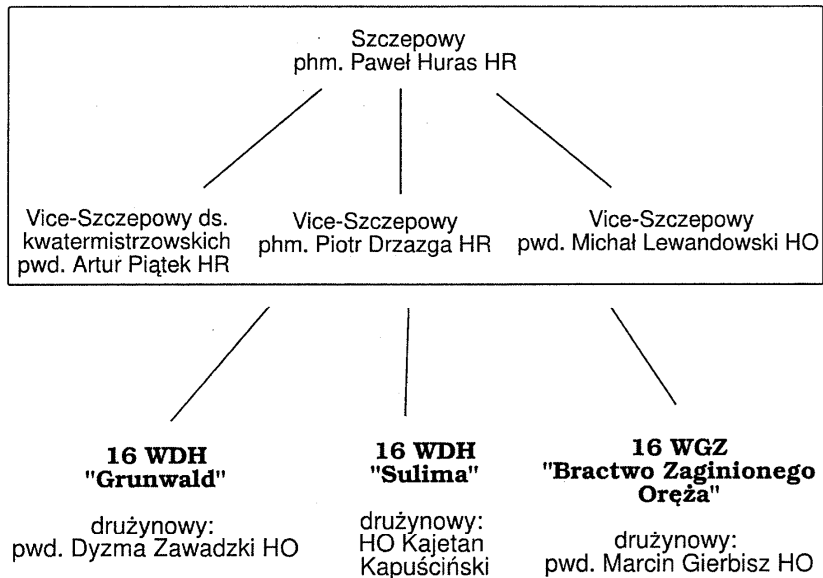 Szczepowy
phm. Paweł Huras HR
Vice-Szczepowy ds.
kwatermistrzowskich
pwd. Artur Piątek HR
Vice-Szczepowy
phm. Piotr Drzazga HR
Vice-Szczepowy
pwd. Michał Lewandowski HO
16 WDH
"Grunwald"
drużynowy:
pwd. Dyzma Zawadzki HO
16 WDH
"Sulima"
drużynowy:
HO Kajetan
Kapuściński
16 WGZ
"Bractwo Zaginionego
Oręża"
drużynowy:
pwd. Marcin Gierbisz HO